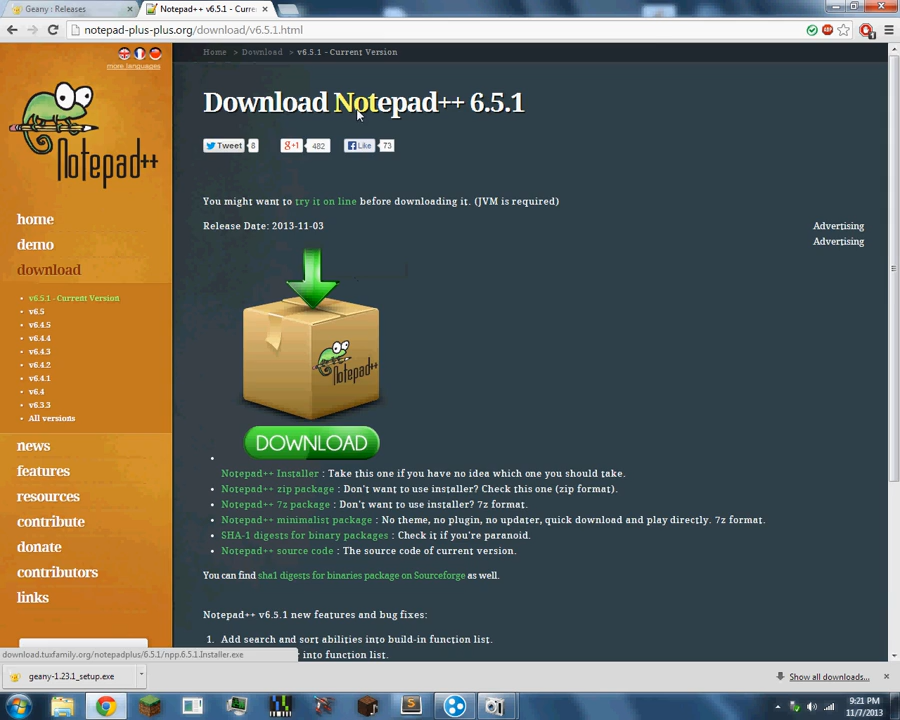 Geany : Releases
Notepad++ v6.5.1 - Curre
notepad-plus-plus.org/download/v6.5.1.html
ABP
1
more languages
Notepad++
home
demo
download
v6.5.1 - Current Version
v6.5
v6.4.5
v6.4.4
v6.4.3
v6.4.2
v6.4.1
v6.4
v6.3.3
All versions
news
features
resources
contribute
donate
contributors
links
Home > Download > v6.5.1 - Current Version
Download Notepad++ 6.5.1
Tweet 8 g+1 482 Like 73
You might want to try it on line before downloading it. (JVM is required)
Release Date: 2013-11-03
Advertising
Advertising
Notepad++
DOWNLOAD
Notepad++ Installer : Take this one if you have no idea which one you should take.
Notepad++ zip package : Don't want to use installer? Check this one (zip format).
Notepad++ 7z package : Don't want to use installer? 7z format.
Notepad++ minimalist package : No theme, no plugin, no updater, quick download and play directly. 7z format.
SHA-1 digests for binary packages : Check it if you're paranoid.
Notepad++ source code : The source code of current version.
You can find sha1 digests for binaries package on Sourceforge as well.
Notepad++ v6.5.1 new features and bug fixes:
1. Add search and sort abilities into build-in function list.
into function list.
download.tuxfamily.org/notepadplus/6.5.1/npp.6.5.1.Installer.exe
geany-1.23.1_setup.exe
Show all downloads...
S
9:21 PM
11/7/2013